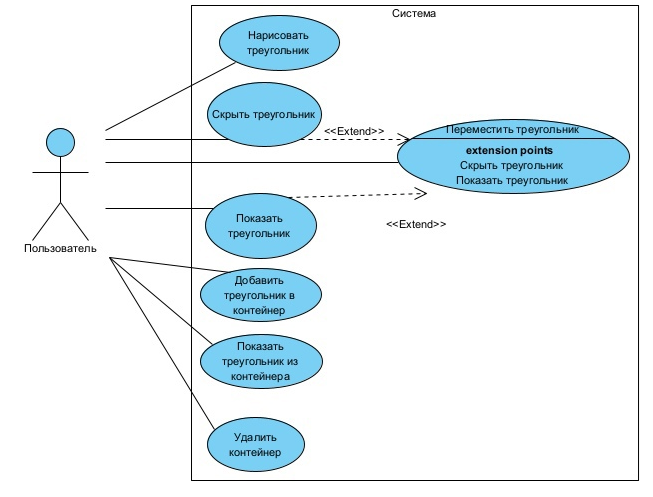 Система
Нарисовать
треугольник
Скрыть треугольник
<<Extend>>
Переместить треугольник
extension points
Скрыть треугольник
Показать треугольник
Показать
треугольник
<<Extend>>
Пользователь
Добавить
треугольник в
контейнер
Показать
треугольник из
контейнера
Удалить
контейнер